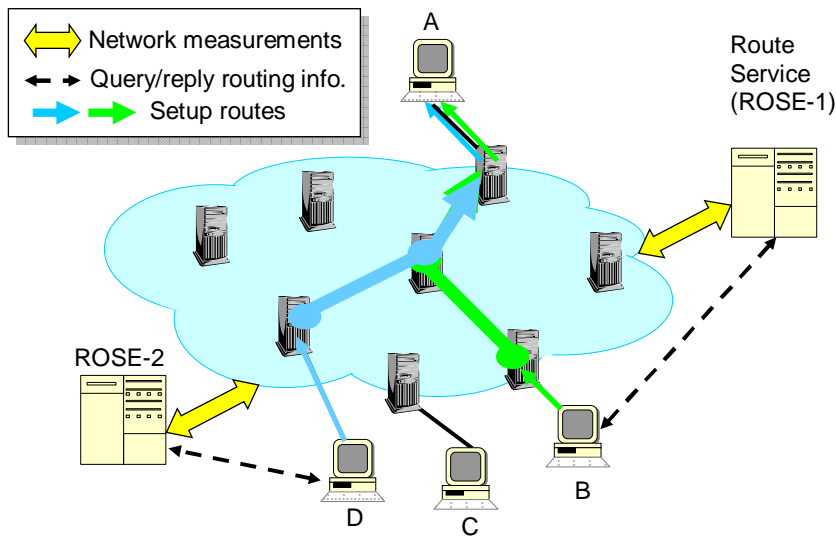 Network measurements
Query/reply routing info.
Setup routes
A
Route
Service
(ROSE-1)
ROSE-2
B
D
C